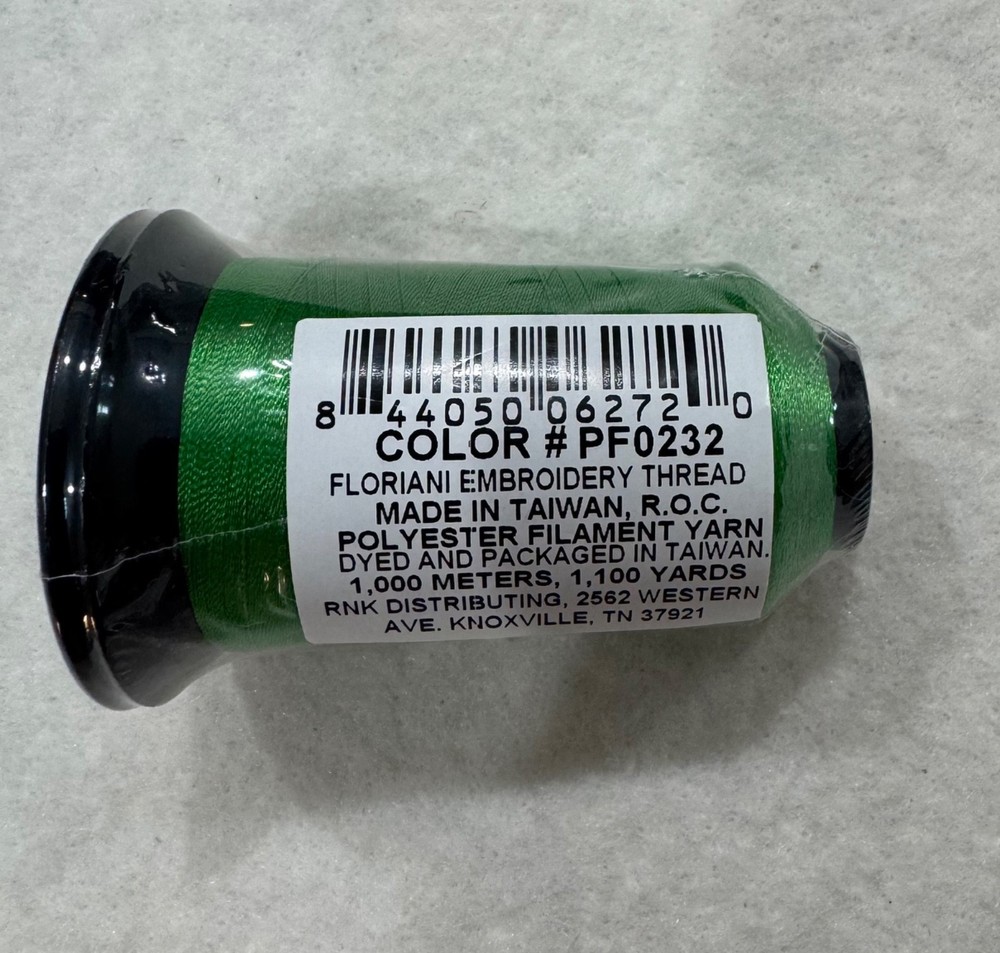 8 44050 06272 0
COLOR # PF0232
FLORIANI EMBROIDERY THREAD
MADE IN TAIWAN, R.O.C.
POLYESTER FILAMENT YARN
DYED AND PACKAGED IN TAIWAN.
1,000 METERS, 1,100 YARDS
RNK DISTRIBUTING, 2562 WESTERN
AVE. KNOXVILLE, TN 37921